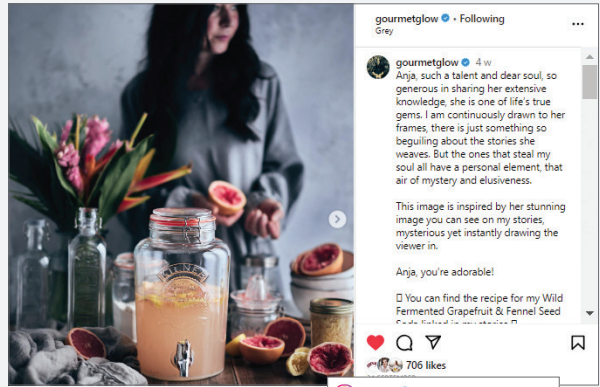 gourmetglow • Following
Grey
gourmetglow 4 w
Anja, such a talent and dear soul, so
generous in sharing her extensive
knowledge, she is one of life's true
gems. I am continuously drawn to her
frames, there is just something so
beguiling about the stories she
weaves. But the ones that steal my
soul all have a personal element, that
air of mystery and elusiveness.
This image is inspired by her stunning
image you can see on my stories,
mysterious yet instantly drawing the
viewer in.
Anja, you're adorable!
You can find the recipe for my Wild
Fermented Grapefruit & Fennel Seed
Soda linked in my stories
706 likes
KILNER